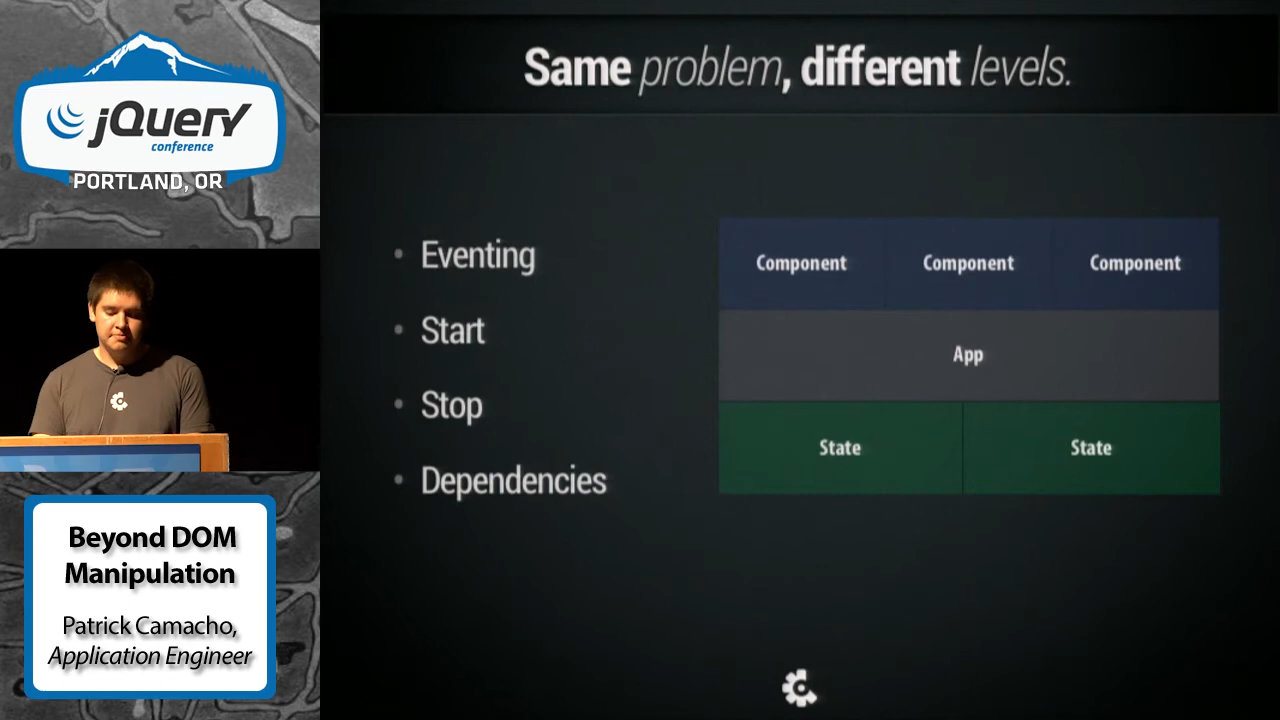 jQuery
conference
PORTLAND, OR
Beyond DOM
Manipulation
Patrick Camacho,
Application Engineer
Same problem, different levels.
• Eventing
• Start
• Stop
• Dependencies
Component Component Component
App
State State